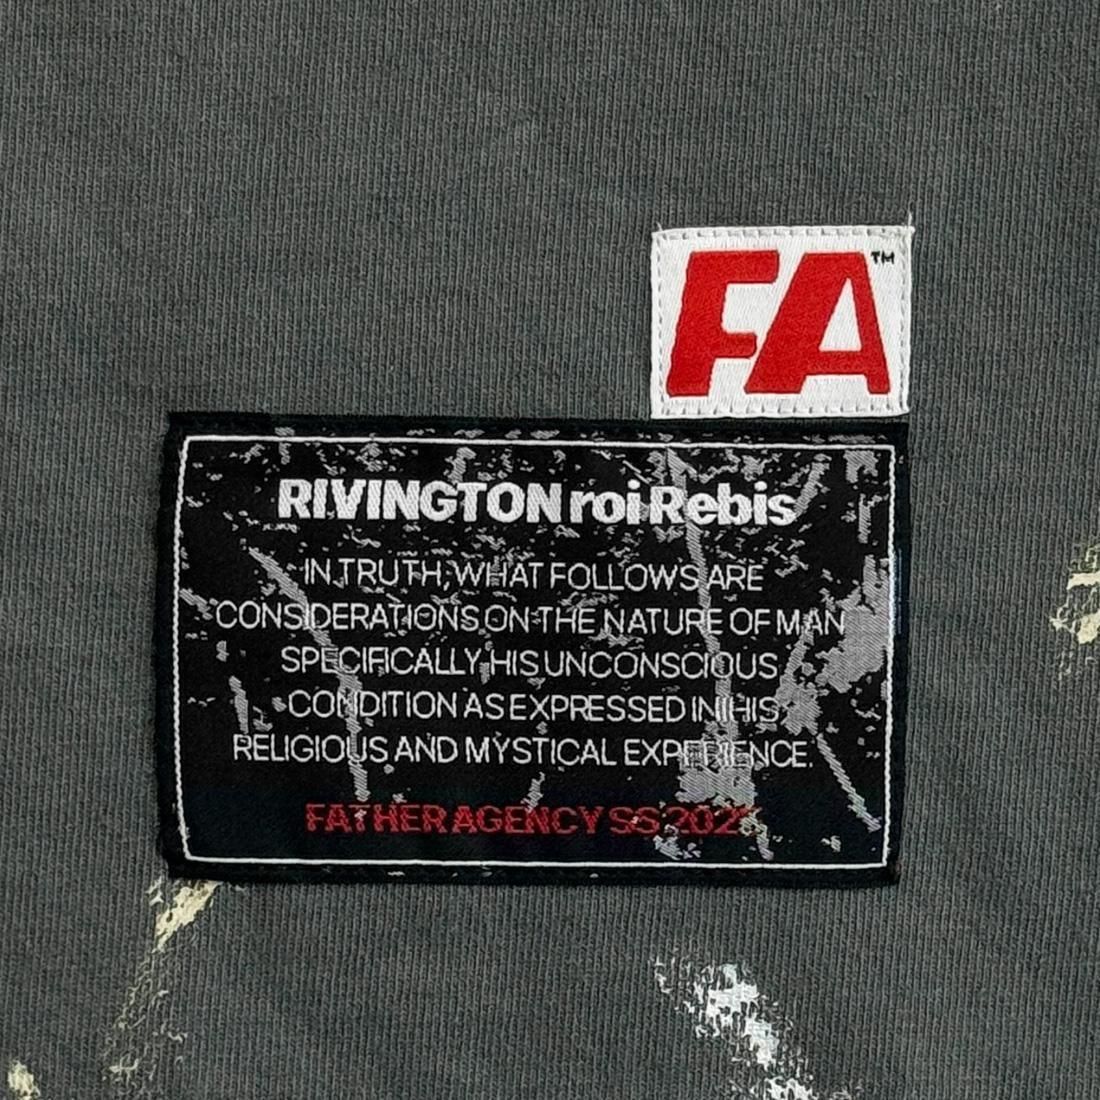 FA™
RIVINGTON roi Rebis
IN TRUTH, WHAT FOLLOWS ARE
CONSIDERATIONS ON THE NATURE OF MAN
SPECIFICALLY, HIS UNCONSCIOUS
CONDITION AS EXPRESSED IN HIS
RELIGIOUS AND MYSTICAL EXPERIENCE.
FATHER AGENCY SS